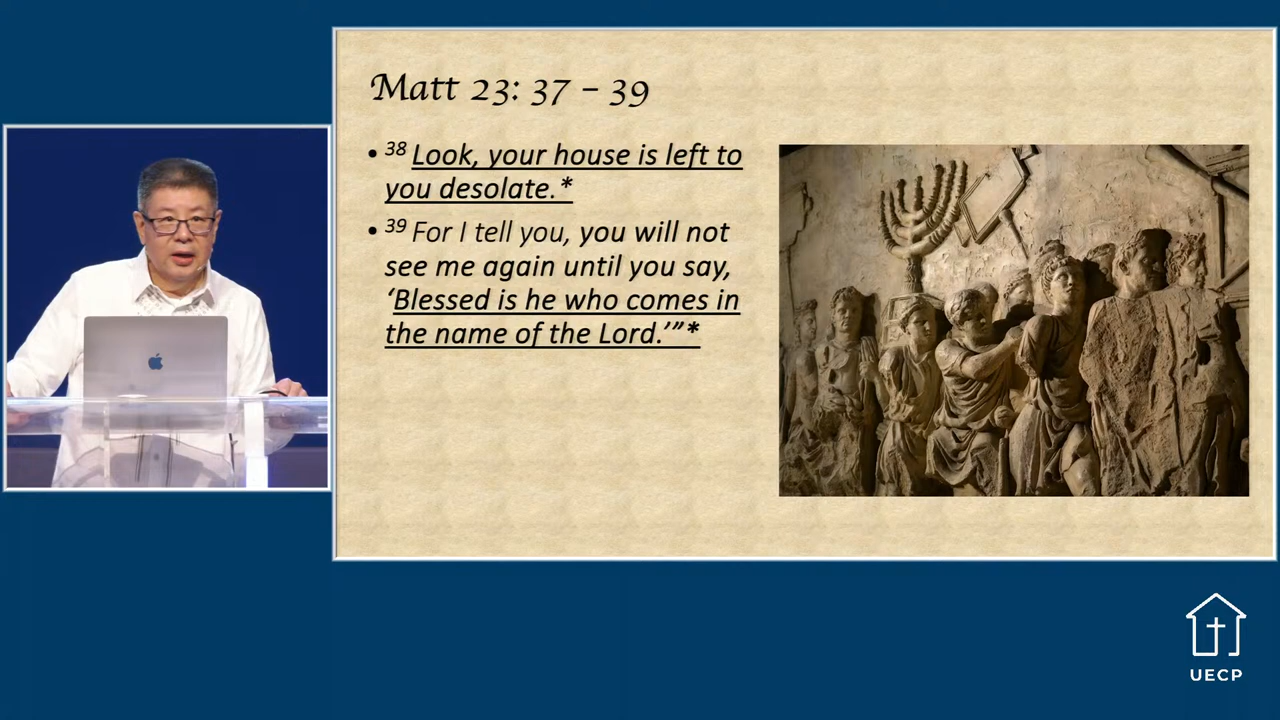 Matt 23: 37 – 39
• 38 Look, your house is left to
you desolate.*
• 39 For I tell you, you will not
see me again until you say,
‘Blessed is he who comes in
the name of the Lord.’”*
UECP